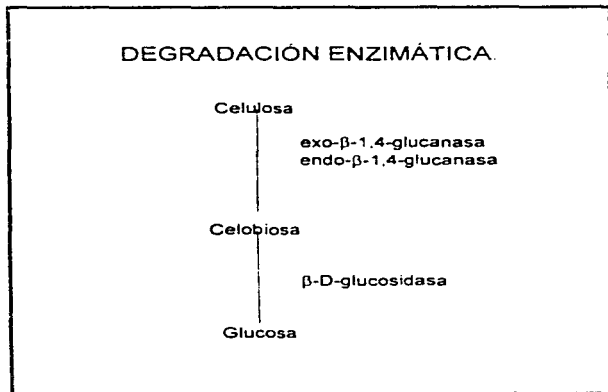 DEGRADACIÓN ENZIMÁTICA.
Celulosa
exo-β-1,4-glucanasa
endo-β-1,4-glucanasa
Celobiosa
β-D-glucosidasa
Glucosa